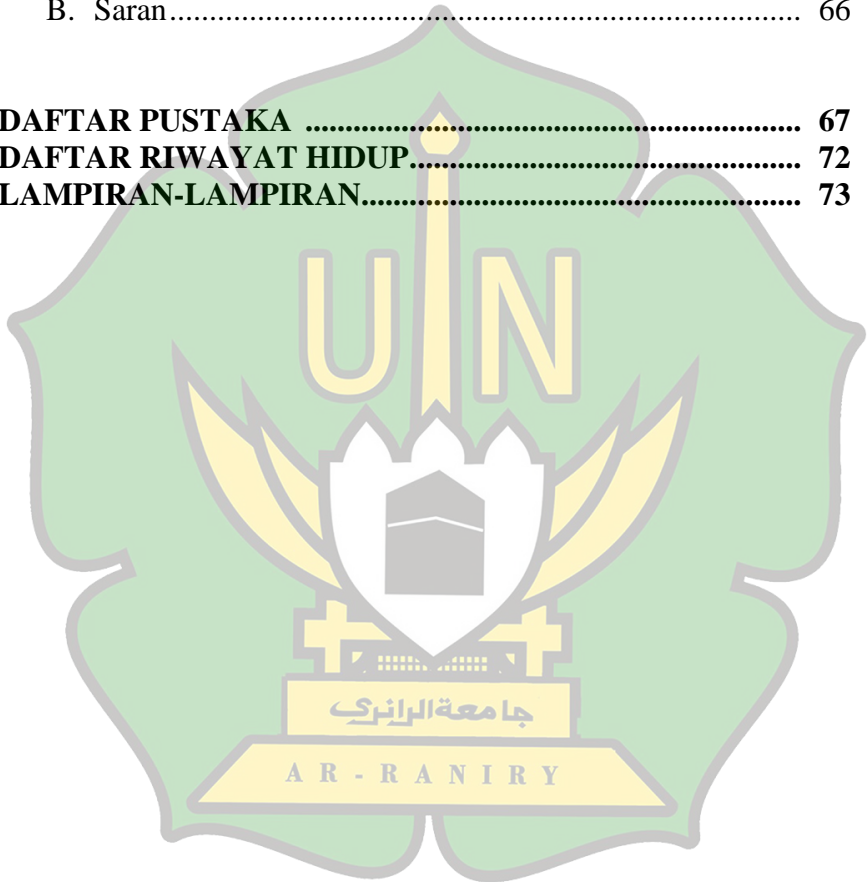 B. Saran.................................................................................................... 66
DAFTAR PUSTAKA .............................................................................. 67
DAFTAR RIWAYAT HIDUP.............................................................. 72
LAMPIRAN-LAMPIRAN...................................................................... 73
UIN
جامعة الرانري
AR-RANIRY